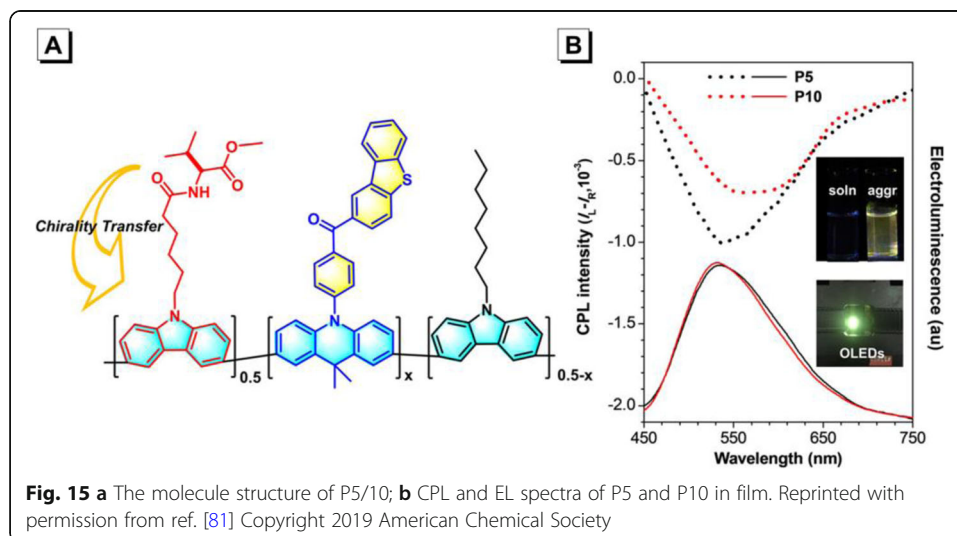 A
B
Chirality Transfer
O
NH
O
O
N
0.5
O
S
N
x
N
0.5-x
P5
P10
soln
aggr
OLEDs
0.0
-0.5
-1.0
-1.5
-2.0
CPL intensity (I_L-I_R,10^-3)
Electroluminescence (au)
450
550
650
750
Wavelength (nm)
Fig. 15 a The molecule structure of P5/10; b CPL and EL spectra of P5 and P10 in film. Reprinted with
permission from ref. [81] Copyright 2019 American Chemical Society